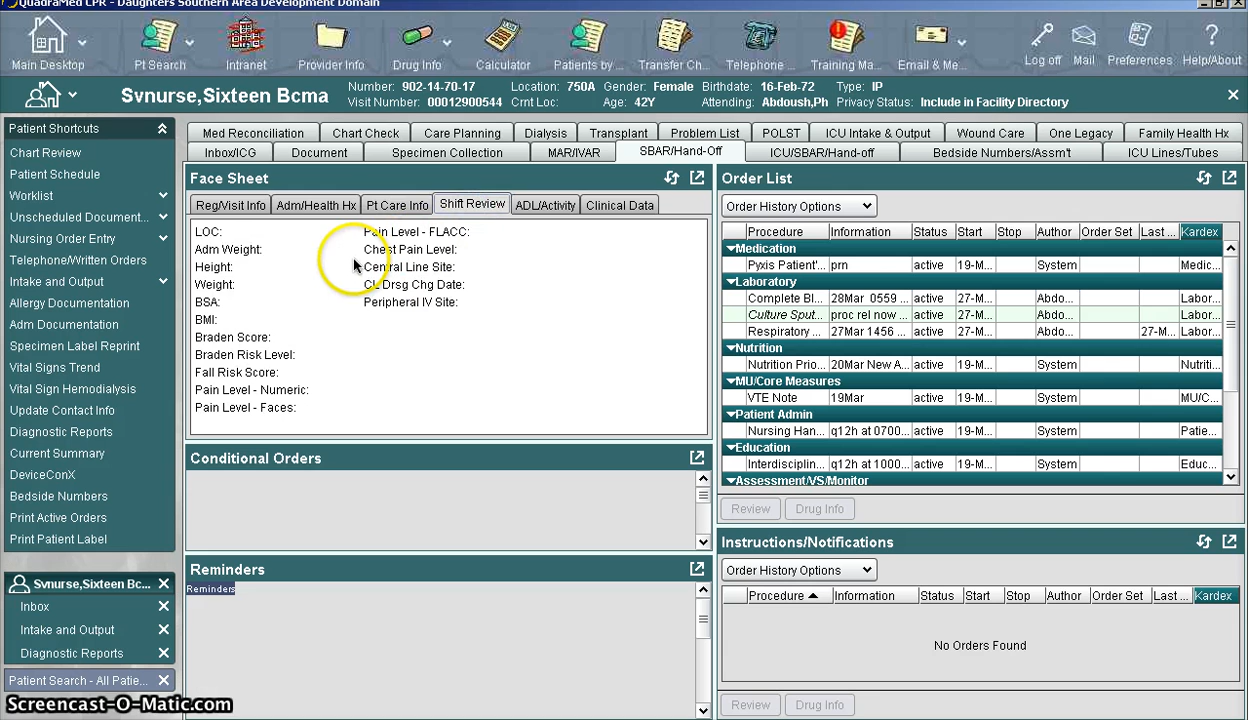 QuadraMed CPR - Daughters Southern Area Development Domain
Main Desktop
Pt Search
Intranet
Provider Info
Drug Info
Calculator
Patients by ...
Transfer Ch...
Telephone ...
Training Ma...
Email & Me...
Log off
Mail
Preferences
Help/About
Svnurse,Sixteen Bcma
Number: 902-14-70-17 Location: 750A Gender: Female Birthdate: 16-Feb-72 Type: IP
Visit Number: 00012900544 Crnt Loc: Age: 42Y Attending: Abdoush,Ph Privacy Status: Include in Facility Directory
Patient Shortcuts
Chart Review
Patient Schedule
Worklist
Unscheduled Document...
Nursing Order Entry
Telephone/Written Orders
Intake and Output
Allergy Documentation
Adm Documentation
Specimen Label Reprint
Vital Signs Trend
Vital Sign Hemodialysis
Update Contact Info
Diagnostic Reports
Current Summary
DeviceConX
Bedside Numbers
Print Active Orders
Print Patient Label
Svnurse,Sixteen Bc...
Inbox
Intake and Output
Diagnostic Reports
Patient Search - All Patie...
Med Reconciliation Chart Check Care Planning Dialysis Transplant Problem List POLST ICU Intake & Output Wound Care One Legacy Family Health Hx
Inbox/ICG Document Specimen Collection MAR/IVAR SBAR/Hand-Off ICU/SBAR/Hand-off Bedside Numbers/Assm't ICU Lines/Tubes
Face Sheet
Reg/Visit Info Adm/Health Hx Pt Care Info Shift Review ADL/Activity Clinical Data
LOC: Pain Level - FLACC:
Adm Weight: Chest Pain Level:
Height: Central Line Site:
Weight: CL Drsg Chg Date:
BSA: Peripheral IV Site:
BMI:
Braden Score:
Braden Risk Level:
Fall Risk Score:
Pain Level - Numeric:
Pain Level - Faces:
Conditional Orders
Reminders
Reminders
Order List
Order History Options
Procedure Information Status Start Stop Author Order Set Last ... Kardex
Medication
Pyxis Patient'... prn active 19-M... System Medic...
Laboratory
Complete Bl... 28Mar 0559 ... active 27-M... Abdo... Labor...
Culture Sput... proc rel now ... active 27-M... Abdo... Labor...
Respiratory ... 27Mar 1456 ... active 27-M... Abdo... 27-M... Labor...
Nutrition
Nutrition Prio... 20Mar New A... active 19-M... System Nutriti...
MU/Core Measures
VTE Note 19Mar active 19-M... System MU/C...
Patient Admin
Nursing Han... q12h at 0700... active 19-M... System Patie...
Education
Interdisciplin... q12h at 1000... active 19-M... System Educ...
Assessment/VS/Monitor
Review Drug Info
Instructions/Notifications
Order History Options
Procedure Information Status Start Stop Author Order Set Last ... Kardex
No Orders Found
Review Drug Info
Screencast-O-Matic.com